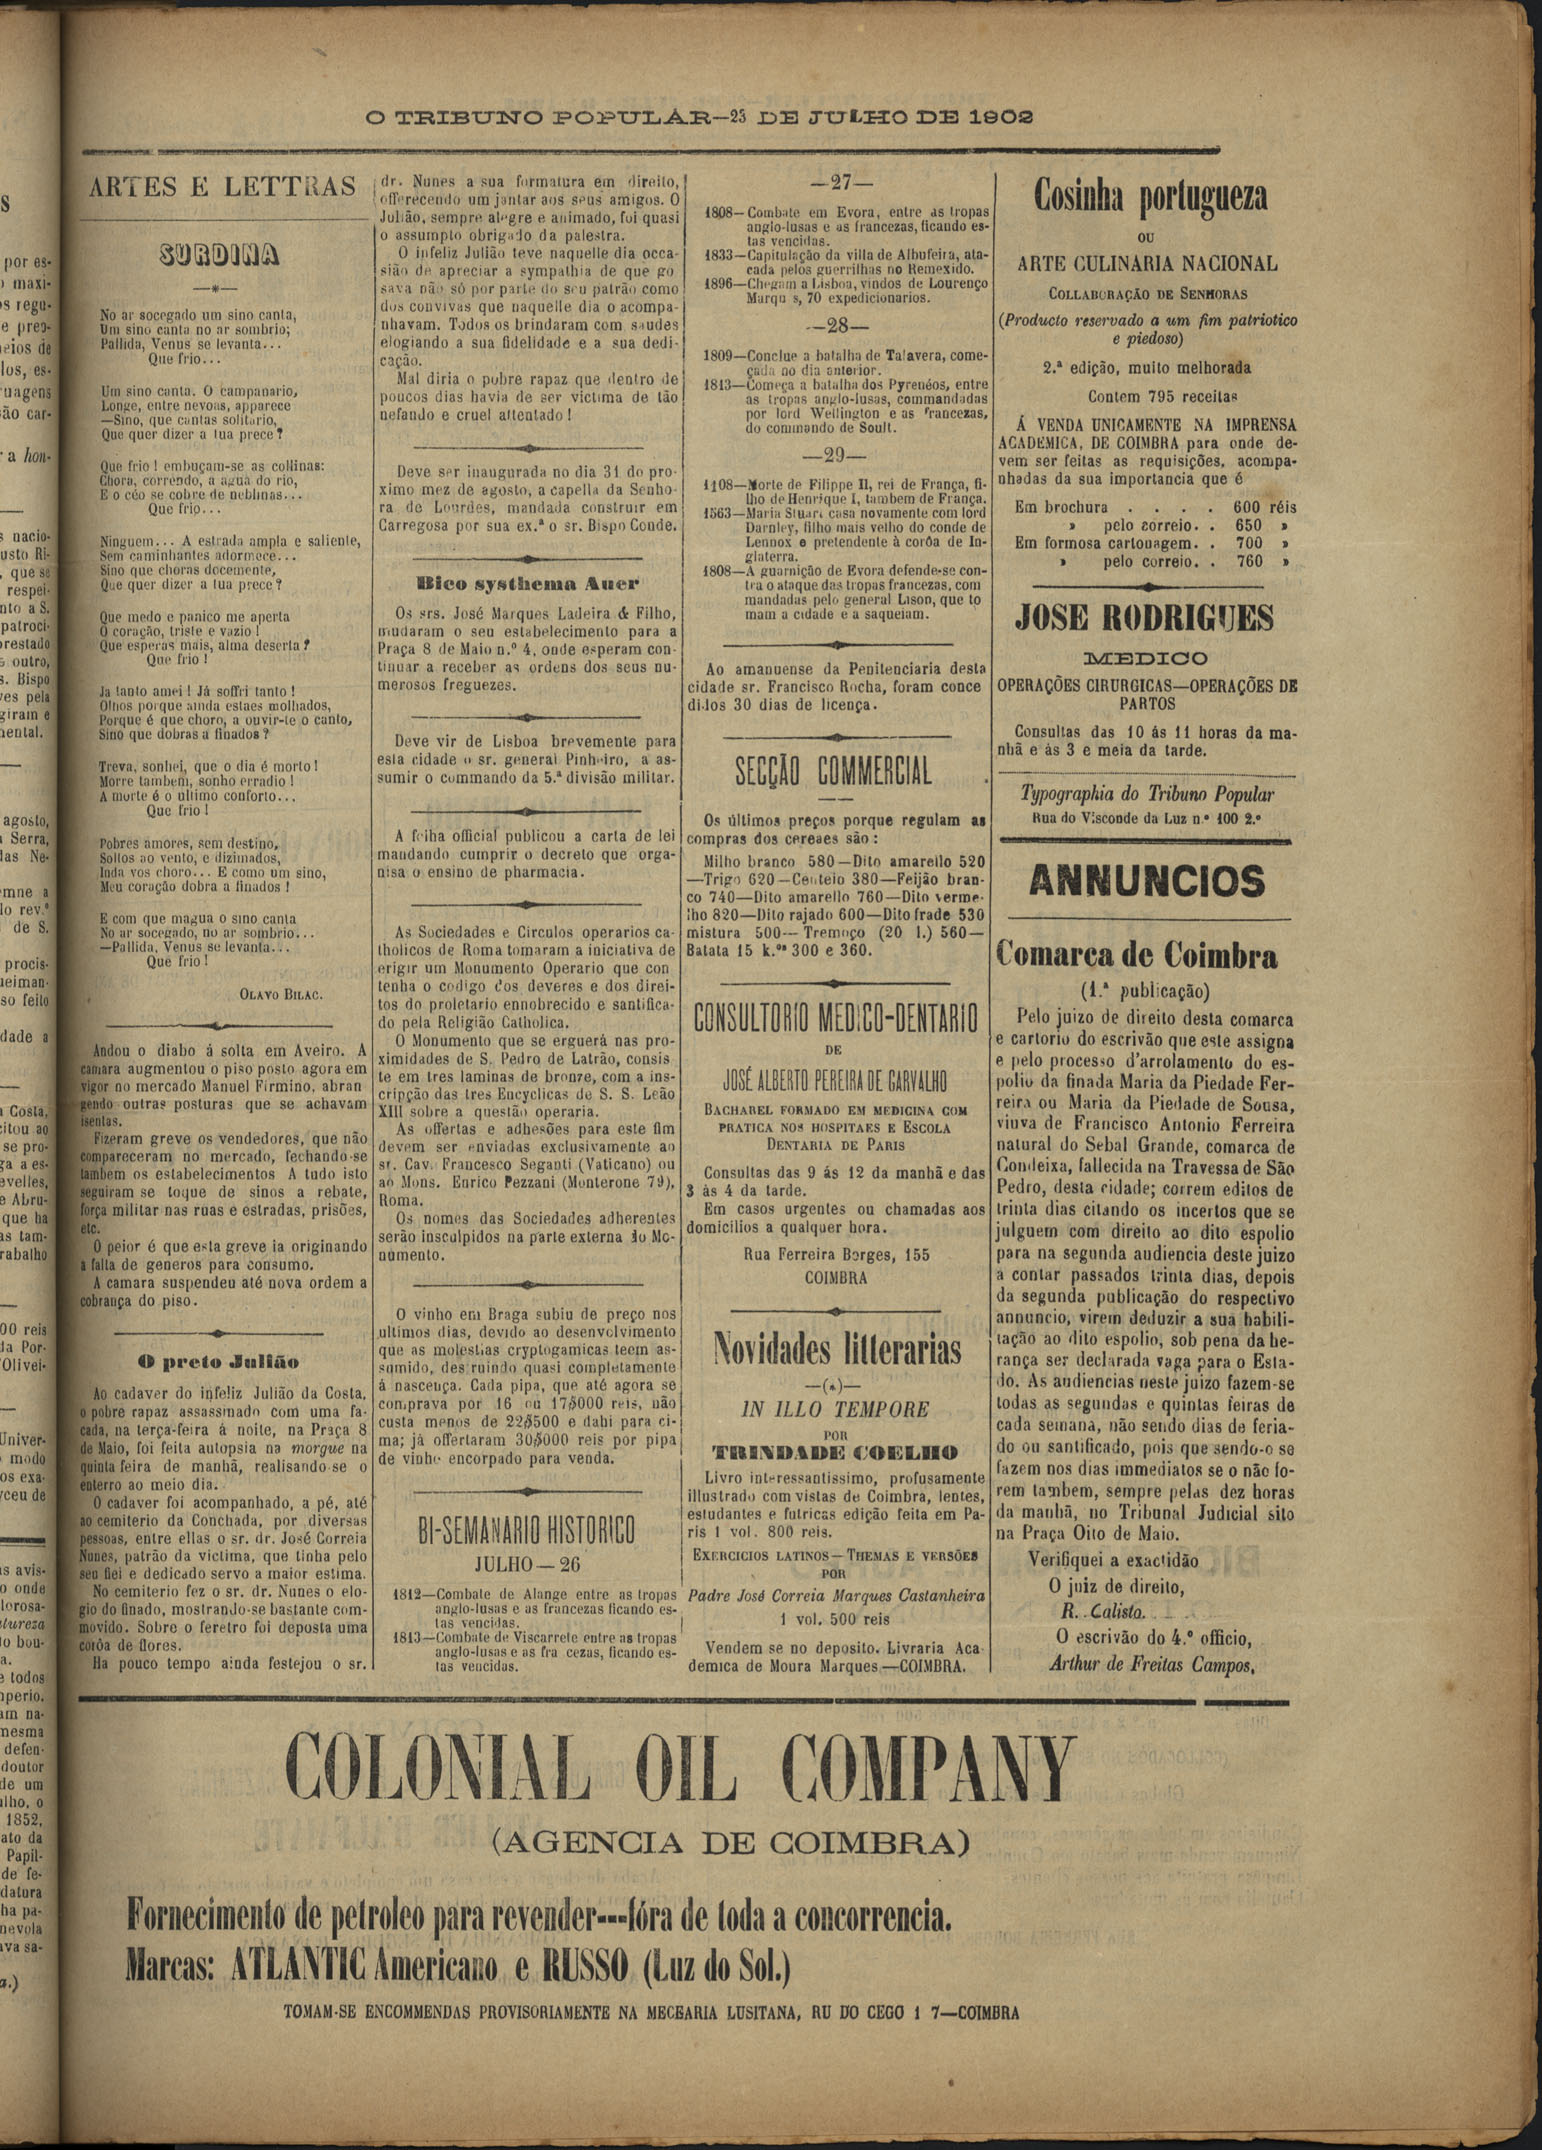 O TRIBUNO POPULAR—23 DE JULHO DE 1902
ARTES E LETTRAS
SURDINA
No ar socegado um sino canta,
Um sino canta no ar sombrio;
Pallida, Venus se levanta...
Que frio...
Um sino canta. O campanario,
Longe, entre nevoas, apparece
—Sino, que cantas solitario,
Que quer dizer a tua prece?
Que frio! embuçam-se as collinas:
Chora, correndo, a agua do rio,
E o céo se cobre de neblinas...
Que frio...
Ninguem... A estrada ampla e saliente,
Sem caminhantes adormece...
Sino que choras docemente,
Que quer dizer a tua prece?
Que medo e panico me aperta
O coração, triste e vazio!
Que esperas mais, alma deserta?
Que frio!
Ja tanto amei! Já soffri tanto!
Olhos porque ainda estaes molhados,
Porque é que choro, a ouvir-te o canto,
Sino que dobras a finados?
Treva, sonhei, que o dia é morto!
Morre tambem, sonho erradio!
A morte é o ultimo conforto...
Que frio!
Pobres amores, sem destino,
Soltos ao vento, e dizimados,
Inda vos choro... E como um sino,
Meu coração dobra a finados!
E com que magua o sino canta
No ar socegado, no ar sombrio...
—Pallida, Venus se levanta...
Que frio!
OLAVO BILAC.
Andou o diabo á solta em Aveiro. A
camara augmentou o piso posto agora em
vigor no mercado Manuel Firmino, abran
gendo outras posturas que se achavam
isentas.
Fizeram greve os vendedores, que não
compareceram no mercado, fechando-se
tambem os estabelecimentos A tudo isto
seguiram se toque de sinos a rebate,
força militar nas ruas e estradas, prisões,
etc.
O peior é que esta greve ia originando
a falta de generos para consumo.
A camara suspendeu até nova ordem a
cobrança do piso.
O preto Julião
Ao cadaver do infeliz Julião da Costa,
o pobre rapaz assassinado com uma fa-
cada, na terça-feira á noite, na Praça 8
de Maio, foi feita autopsia na morgue na
quinta feira de manhã, realisando-se o
enterro ao meio dia.
O cadaver foi acompanhado, a pé, até
ao cemiterio da Conchada, por diversas
pessoas, entre ellas o sr. dr. José Correia
Nunes, patrão da victima, que tinha pelo
seu fiel e dedicado servo a maior estima.
No cemiterio fez o sr. dr. Nunes o elo-
gio do finado, mostrando-se bastante com-
movido. Sobre o feretro foi deposta uma
corôa de flores.
Ha pouco tempo ainda festejou o sr.
dr. Nunes a sua formatura em direito,
offerecendo um jantar aos seus amigos. O
Julião, sempre alegre e animado, foi quasi
o assumpto obrigado da palestra.
O infeliz Julião teve naquelle dia occa-
sião de apreciar a sympathia de que go
sava não só por parte do seu patrão como
dos convivas que naquelle dia o acompa-
nhavam. Todos os brindaram com saudes
elogiando a sua fidelidade e a sua dedi-
cação.
Mal diria o pobre rapaz que dentro de
poucos dias havia de ser victima de tão
nefando e cruel attentado!
Deve ser inaugurada no dia 31 do pro-
ximo mez de agosto, a capella da Senho-
ra de Lourdes, mandada construir em
Carregosa por sua ex.ª o sr. Bispo Conde.
Bico systhema Auer
Os srs. José Marques Ladeira & Filho,
mudaram o seu estabelecimento para a
Praça 8 de Maio n.º 4, onde esperam con-
tinuar a receber as ordens dos seus nu-
merosos freguezes.
Deve vir de Lisboa brevemente para
esta cidade o sr. general Pinheiro, a as-
sumir o commando da 5.ª divisão militar.
A folha official publicou a carta de lei
mandando cumprir o decreto que orga-
nisa o ensino de pharmacia.
As Sociedades e Circulos operarios ca-
tholicos de Roma tomaram a iniciativa de
erigir um Monumento Operario que con
tenha o codigo dos deveres e dos direi-
tos do proletario ennobrecido e santifica-
do pela Religião Catholica.
O Monumento que se erguerá nas pro-
ximidades de S. Pedro de Latrão, consis
te em tres laminas de bronze, com a ins-
cripção das tres Encyclicas de S. S. Leão
XIII sobre a questão operaria.
As offertas e adhesões para este fim
devem ser enviadas exclusivamente ao
sr. Cav. Francesco Seganti (Vaticano) ou
ao Mons. Enrico Pezzani (Monterone 79),
Roma.
Os nomes das Sociedades adherentes
serão insculpidos na parte externa do Mo-
numento.
O vinho em Braga subiu de preço nos
ultimos dias, devido ao desenvolvimento
que as molestias cryptogamicas teem as-
sumido, des ruindo quasi completamente
á nascença. Cada pipa, que até agora se
comprava por 16 ou 17$000 reis, não
custa menos de 22$500 e dahi para ci-
ma; já offertaram 30$000 reis por pipa
de vinho encorpado para venda.
BI-SEMANARIO HISTORICO
JULHO—26
1812—Combate de Alange entre as tropas
anglo-lusas e as francezas ficando es-
tas vencidas.
1813—Combate de Viscarrete entre as tropas
anglo-lusas e as fra cezas, ficando es-
tas vencidas.
—27—
1808—Combate em Evora, entre as tropas
anglo-lusas e as francezas, ficando es-
tas vencidas.
1833—Capitulação da villa de Albufeira, ata-
cada pelos guerrilhas no Remexido.
1896—Chegam a Lisboa, vindos de Lourenço
Marqu s, 70 expedicionarios.
—28—
1809—Conclue a batalha de Talavera, come-
çada no dia anterior.
1813—Começa a batalha dos Pyrenéos, entre
as tropas anglo-lusas, commandadas
por lord Wellington e as francezas,
do commando de Soult.
—29—
1108—Morte de Filippe II, rei de França, fi-
lho de Henrique I, tambem de França.
1563—Maria Stuart casa novamente com lord
Darnley, filho mais velho do conde de
Lennox e pretendente à corôa de In-
glaterra.
1808—A guarnição de Evora defende-se con-
tra o ataque das tropas francezas, com
mandadas pelo general Lison, que to
mam a cidade e a saqueiam.
Ao amanuense da Penitenciaria desta
cidade sr. Francisco Rocha, foram conce
didos 30 dias de licença.
SECÇÃO COMMERCIAL
Os últimos preços porque regulam as
compras dos cereaes são:
Milho branco 580—Dito amarello 520
—Trigo 620—Centeio 380—Feijão bran-
co 740—Dito amarello 760—Dito verme-
lho 820—Dito rajado 600—Dito frade 530
mistura 500—Tremoço (20 l.) 560—
Batata 15 k.ºs 300 e 360.
CONSULTORIO MEDICO-DENTARIO
DE
JOSÉ ALBERTO PEREIRA DE CARVALHO
BACHAREL FORMADO EM MEDICINA COM
PRATICA NOS HOSPITAES E ESCOLA
DENTARIA DE PARIS
Consultas das 9 ás 12 da manhã e das
3 às 4 da tarde.
Em casos urgentes ou chamadas aos
domicilios a qualquer hora.
Rua Ferreira Borges, 155
COIMBRA
Novidades litterarias
—(*)—
IN ILLO TEMPORE
POR
TRINDADE COELHO
Livro interessantissimo, profusamente
illustrado com vistas de Coimbra, lentes,
estudantes e futricas edição feita em Pa-
ris 1 vol. 800 reis.
EXERCICIOS LATINOS—THEMAS E VERSÕES
POR
Padre José Correia Marques Castanheira
1 vol. 500 reis
Vendem se no deposito. Livraria Aca
demica de Moura Marques—COIMBRA.
Cosinha portugueza
OU
ARTE CULINARIA NACIONAL
COLLABORAÇÃO DE SENHORAS
(Producto reservado a um fim patriotico
e piedoso)
2.ª edição, muito melhorada
Contem 795 receitas
Á VENDA UNICAMENTE NA IMPRENSA
ACADEMICA, DE COIMBRA para onde de-
vem ser feitas as requisições, acompa-
nhadas da sua importancia que é
Em brochura . . . . 600 réis
» pelo correio. . 650 »
Em formosa cartonagem. . 700 »
» pelo correio. . 760 »
JOSE RODRIGUES
MEDICO
OPERAÇÕES CIRURGICAS—OPERAÇÕES DE
PARTOS
Consultas das 10 ás 11 horas da ma-
nhã e ás 3 e meia da tarde.
Typographia do Tribuno Popular
Rua do Visconde da Luz n.º 100 2.º
ANNUNCIOS
Comarca de Coimbra
(1.ª publicação)
Pelo juizo de direito desta comarca
e cartorio do escrivão que este assigna
e pelo processo d'arrolamento do es-
polio da finada Maria da Piedade Fer-
reira ou Maria da Piedade de Sousa,
viuva de Francisco Antonio Ferreira
natural do Sebal Grande, comarca de
Condeixa, fallecida na Travessa de São
Pedro, desta cidade; correm editos de
trinta dias citando os incertos que se
julguem com direito ao dito espolio
para na segunda audiencia deste juizo
a contar passados trinta dias, depois
da segunda publicação do respectivo
annuncio, virem deduzir a sua habili-
tação ao dito espolio, sob pena da he-
rança ser declarada vaga para o Esta-
do. As audiencias neste juizo fazem-se
todas as segundas e quintas feiras de
cada semana, não sendo dias de feria-
do ou santificado, pois que sendo-o se
fazem nos dias immediatos se o não fo-
rem tambem, sempre pelas dez horas
da manhã, no Tribunal Judicial sito
na Praça Oito de Maio.
Verifiquei a exactidão
O juiz de direito,
R. Calisto.
O escrivão do 4.º officio,
Arthur de Freitas Campos,
COLONIAL OIL COMPANY
(AGENCIA DE COIMBRA)
Fornecimento de petroleo para revender---fóra de toda a concorrencia.
Marcas: ATLANTIC Americano e RUSSO (Luz do Sol.)
TOMAM-SE ENCOMMENDAS PROVISORIAMENTE NA MECEARIA LUSITANA, RU DO CEGO 1 7—COIMBRA